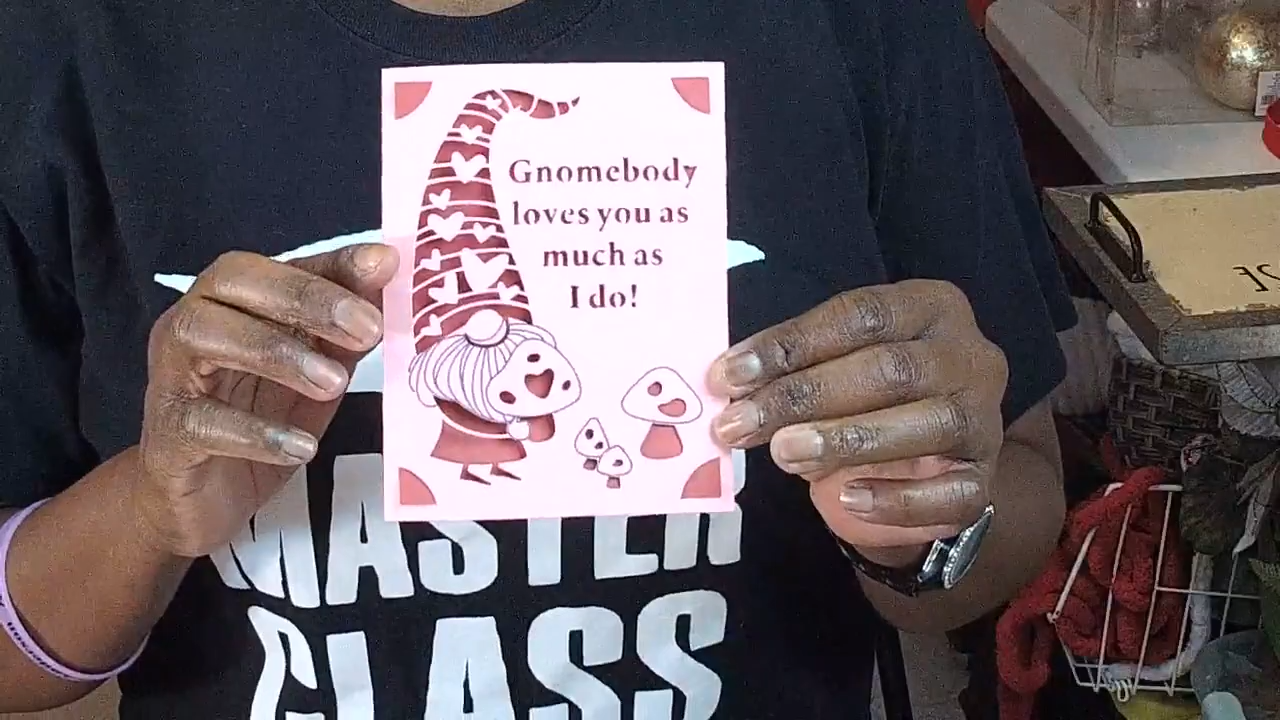 Gnomebody
loves you as
much as
I do!
MASTER
CLASS